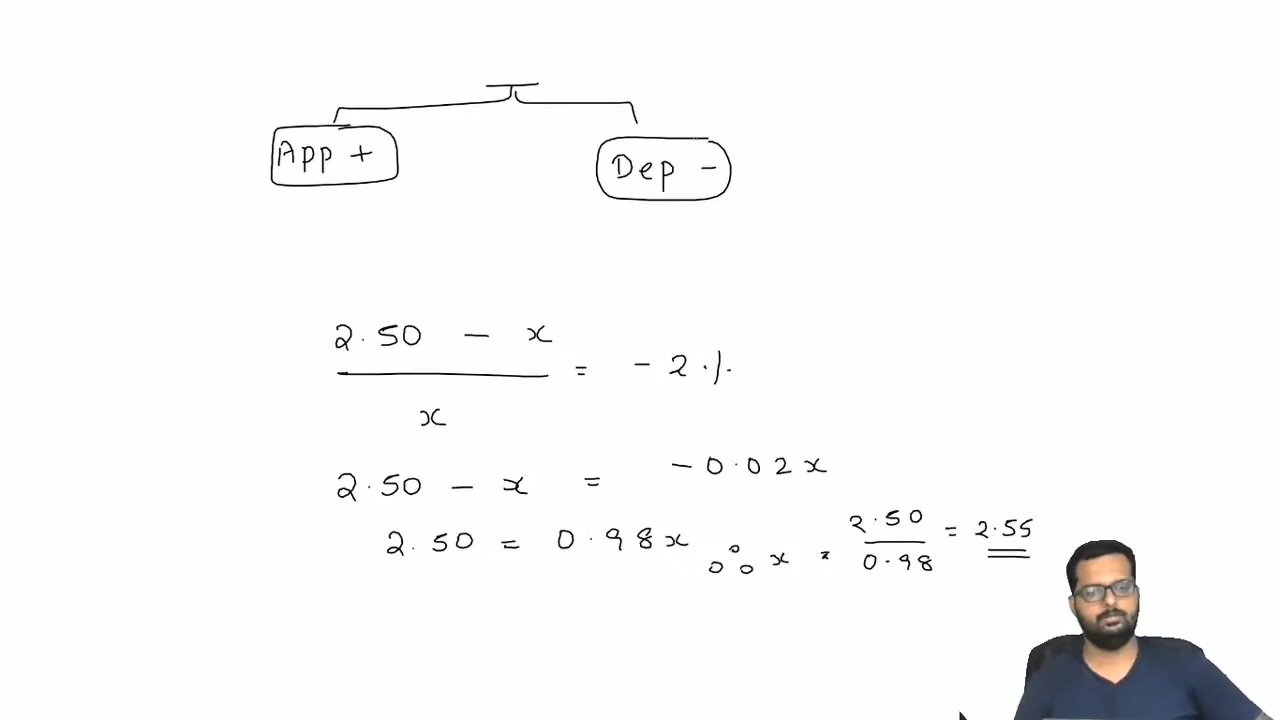 App +
Dep -
2.50 - x
x
= - 2 %
2.50 - x = - 0.02x
2.50 = 0.98x
∴ x = 2.50 / 0.98 = 2.55